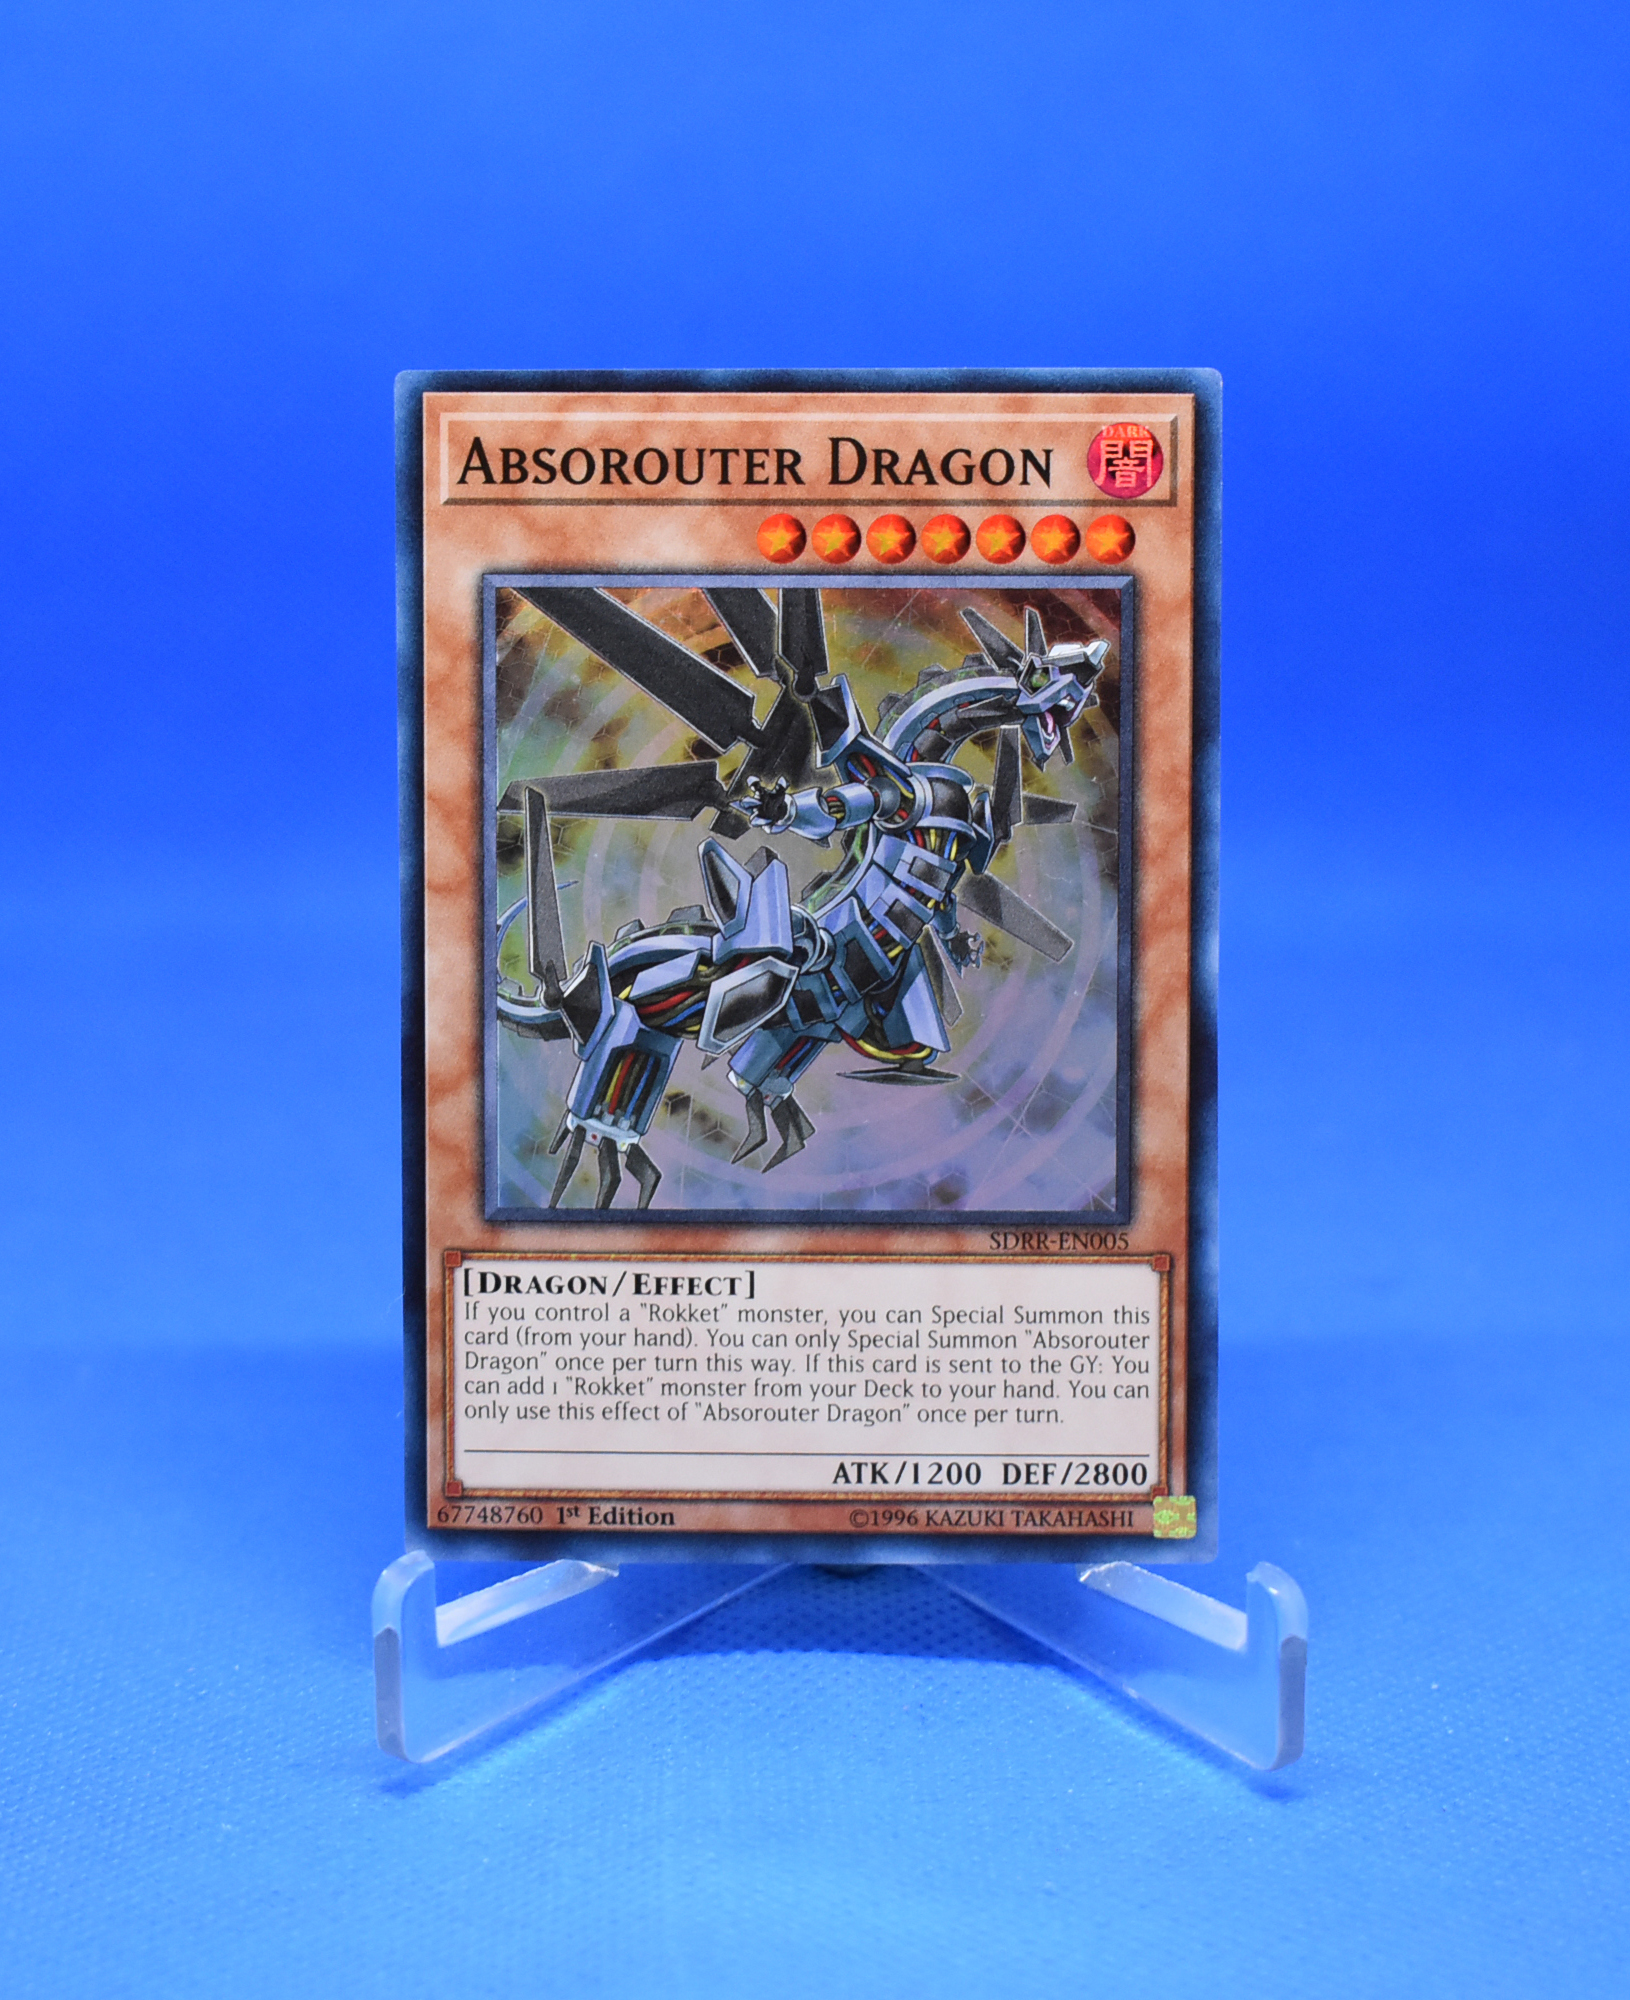 ABSOROUTER DRAGON
DARK
闇
SDRR-EN005
[DRAGON/EFFECT]
If you control a "Rokket" monster, you can Special Summon this
card (from your hand). You can only Special Summon "Absorouter
Dragon" once per turn this way. If this card is sent to the GY: You
can add 1 "Rokket" monster from your Deck to your hand. You can
only use this effect of "Absorouter Dragon" once per turn.
ATK/1200 DEF/2800
67748760 1st Edition ©1996 KAZUKI TAKAHASHI